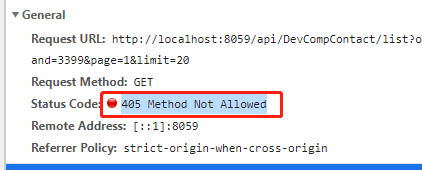 General
Request URL: http://localhost:8059/api/DevCompContact/list?o
and=3399&page=1&limit=20
Request Method: GET
Status Code: 405 Method Not Allowed
Remote Address: [::1]:8059
Referrer Policy: strict-origin-when-cross-origin